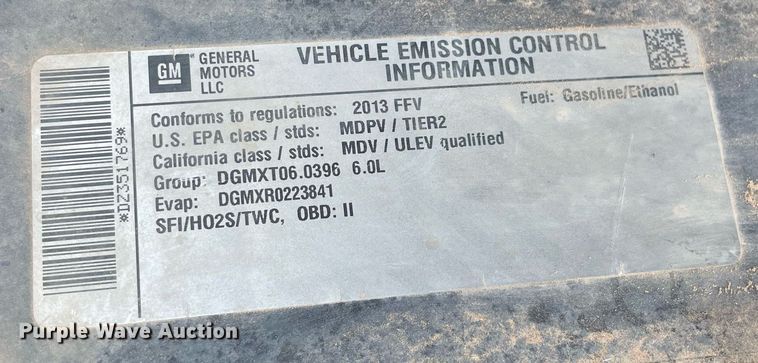 GM
GENERAL
MOTORS
LLC
VEHICLE EMISSION CONTROL
INFORMATION
Conforms to regulations: 2013 FFV
Fuel: Gasoline/Ethanol
U.S. EPA class / stds: MDPV / TIER2
California class / stds: MDV / ULEV qualified
Group: DGMXT06.0396 6.0L
Evap: DGMXR0223841
SFI/HO2S/TWC, OBD: II
*DZ351769*
Purple Wave Auction